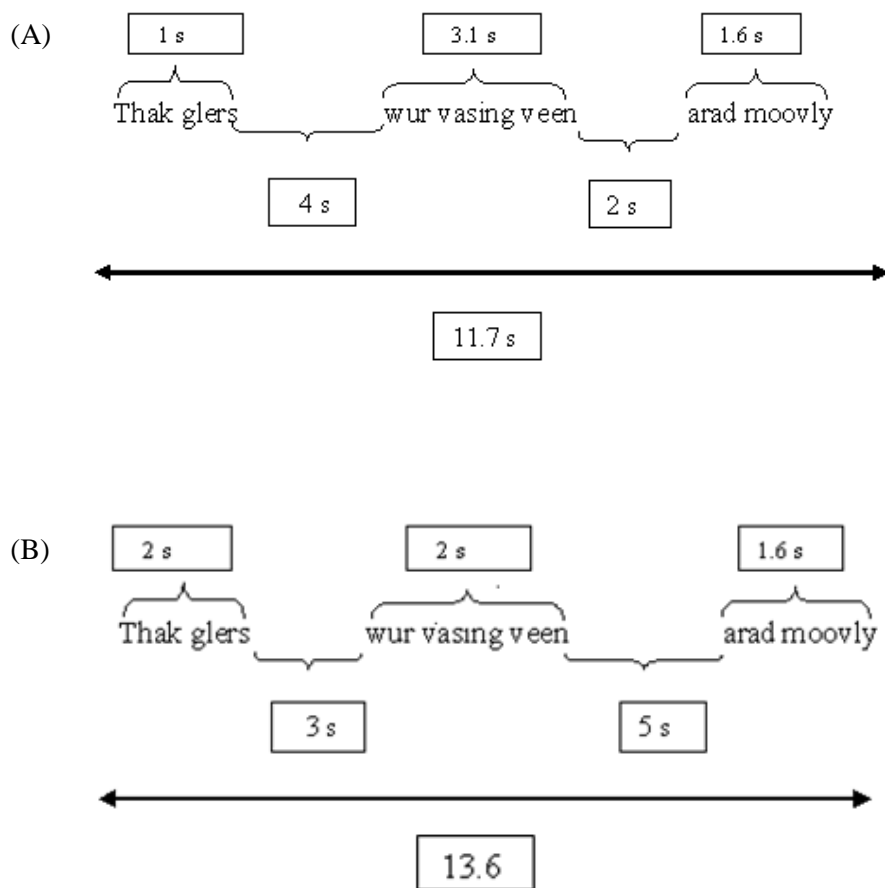 (A)
1 s 3.1 s 1.6 s
Thak glers wur vasing veen arad moovly
4 s 2 s
11.7 s
(B)
2 s 2 s 1.6 s
Thak glers wur vasing veen arad moovly
3 s 5 s
13.6